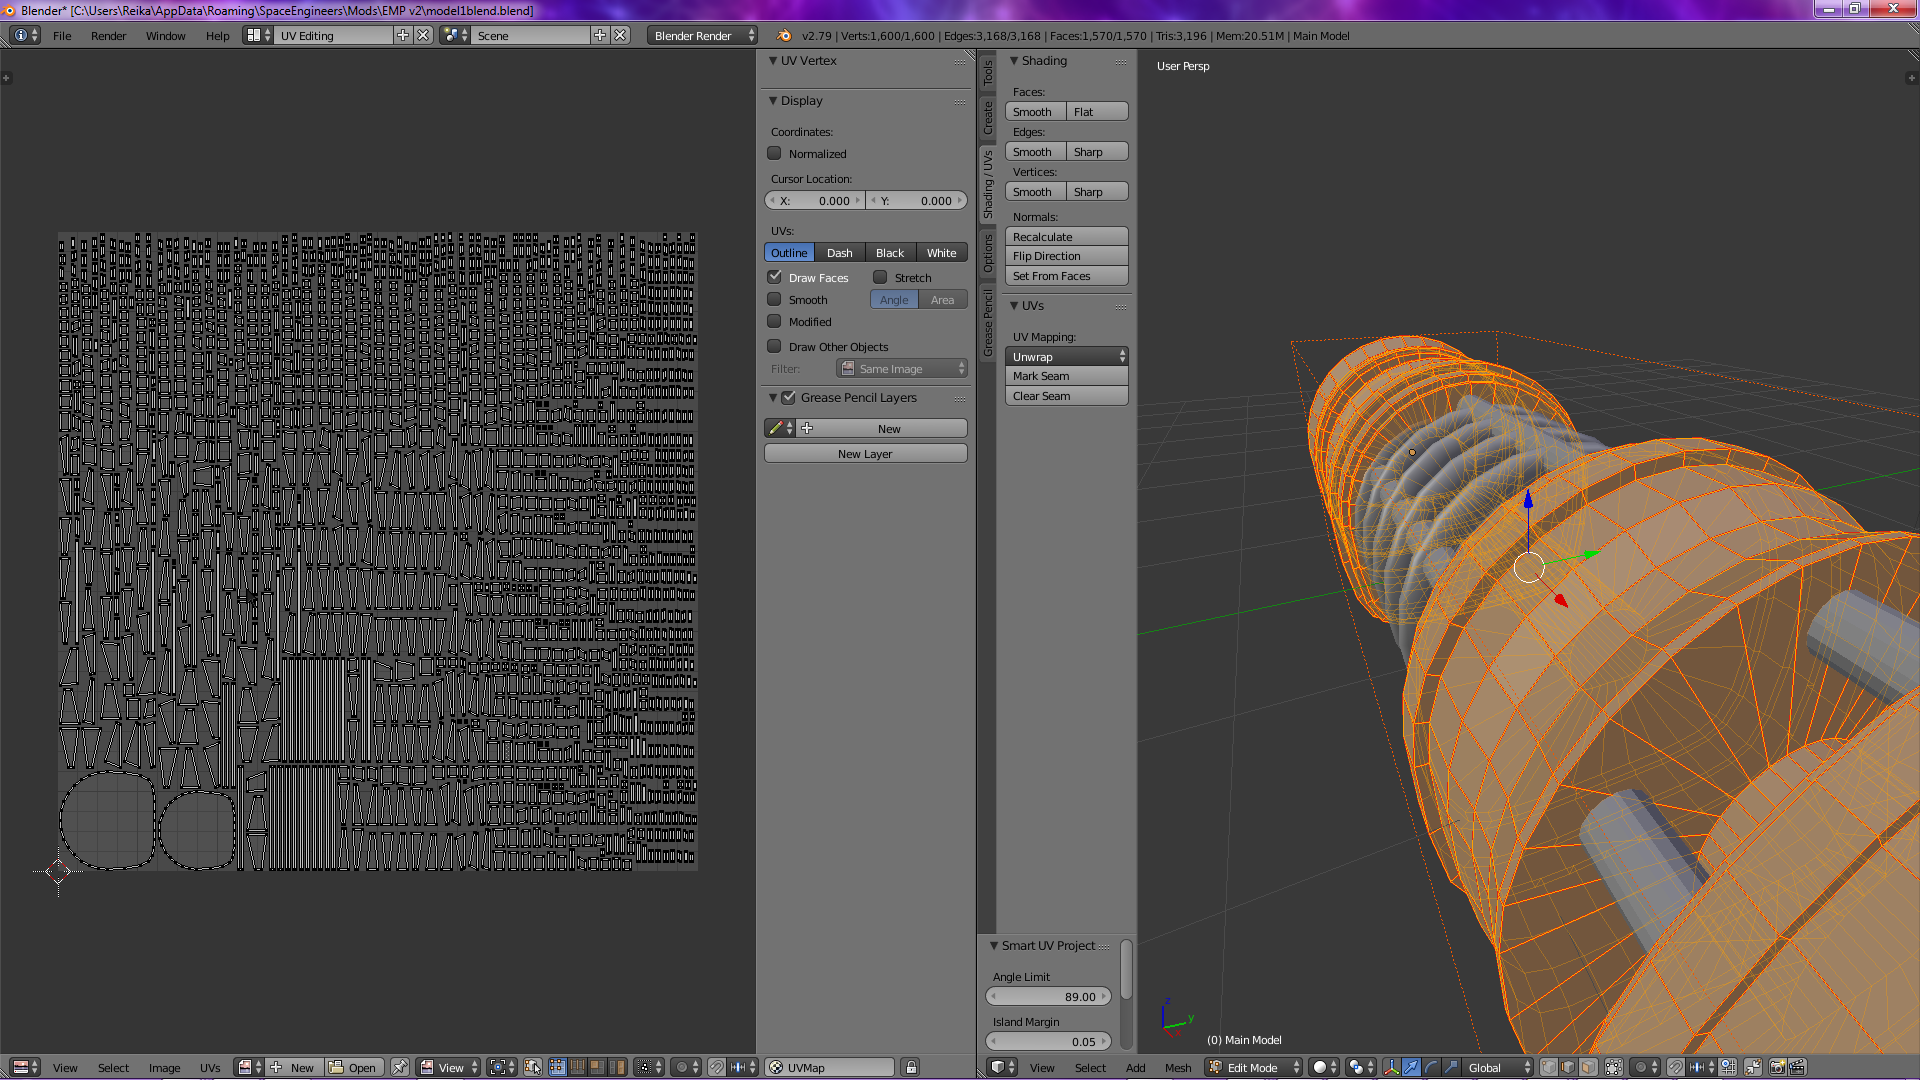 Blender* [C:\Users\Reika\AppData\Roaming\SpaceEngineers\Mods\EMP v2\model1blend.blend]
File Render Window Help UV Editing Scene Blender Render v2.79 | Verts:1,600/1,600 | Edges:3,168/3,168 | Faces:1,570/1,570 | Tris:3,196 | Mem:20.51M | Main Model
UV Vertex
Display
Coordinates:
Normalized
Cursor Location:
X: 0.000 Y: 0.000
UVs:
Outline Dash Black White
Draw Faces Stretch
Smooth Angle Area
Modified
Draw Other Objects
Filter: Same Image
Grease Pencil Layers
New
New Layer
Tools
Create
Shading / UVs
Options
Grease Pencil
Shading
Faces:
Smooth Flat
Edges:
Smooth Sharp
Vertices:
Smooth Sharp
Normals:
Recalculate
Flip Direction
Set From Faces
UVs
UV Mapping:
Unwrap
Mark Seam
Clear Seam
Smart UV Project
Angle Limit
89.00
Island Margin
0.05
User Persp
z
y
(0) Main Model
View Select Image UVs New Open View UVMap
View Select Add Mesh Edit Mode Global